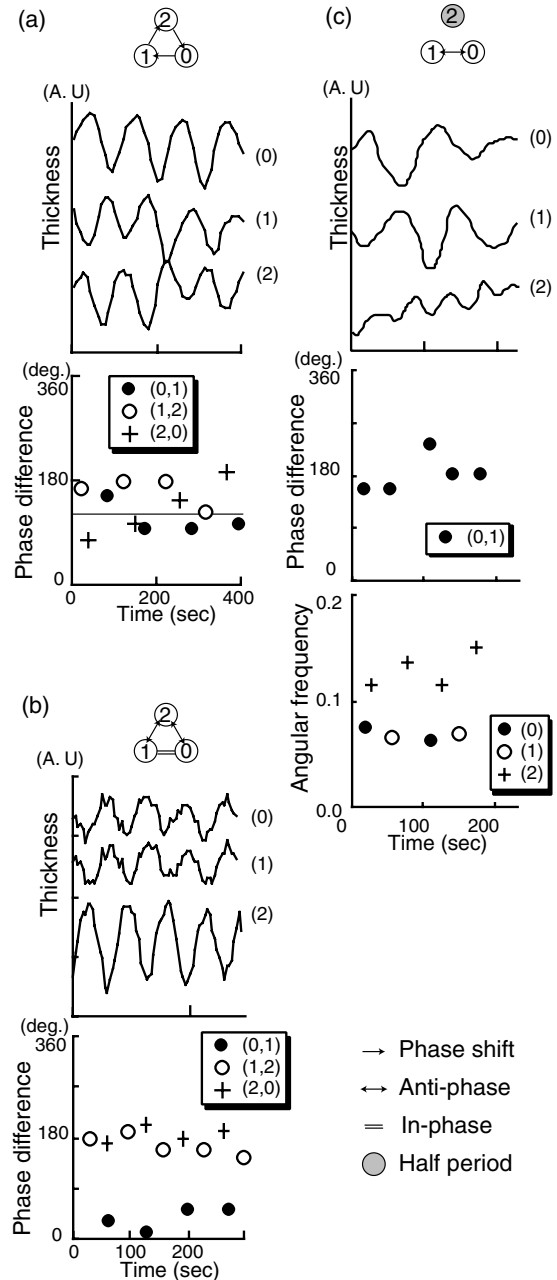 (a)
2
1 0
(A. U)
Thickness
(0)
(1)
(2)
(deg.)
360
180
0
Phase difference
(0,1)
(1,2)
(2,0)
0 200 400
Time (sec)
(b)
2
1 0
(A. U)
Thickness
(0)
(1)
(2)
(deg.)
360
180
0
Phase difference
(0,1)
(1,2)
(2,0)
0 100 200
Time (sec)
(c)
2
1 0
(A. U)
Thickness
(0)
(1)
(2)
(deg.)
360
180
0
Phase difference
(0,1)
0.2
0.1
0.0
Angular frequency
(0)
(1)
(2)
0 100 200
Time (sec)
Phase shift
Anti-phase
In-phase
Half period